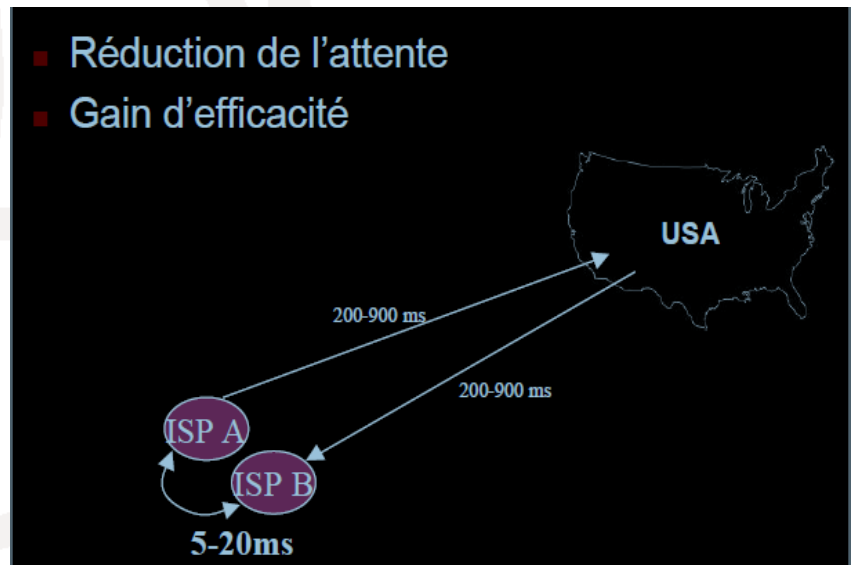 Réduction de l'attente
Gain d'efficacité
USA
200-900 ms
200-900 ms
ISP A
ISP B
5-20ms